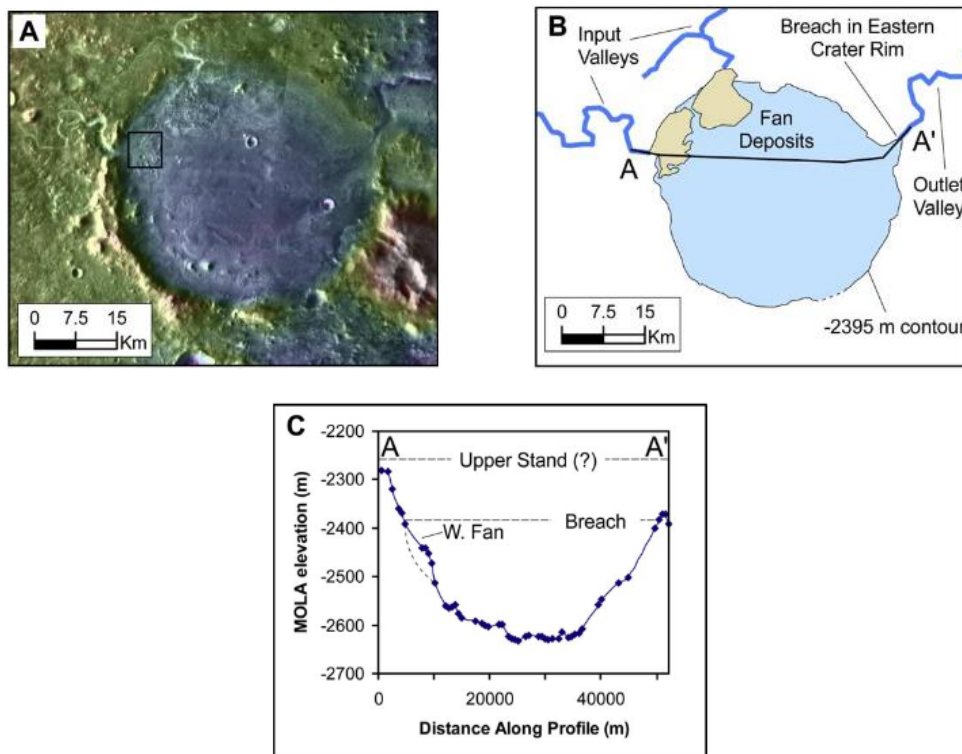 A
0 7.5 15
Km
B
Input
Valleys
Breach in Eastern
Crater Rim
Fan
Deposits
A
A'
Outlet
Valley
0 7.5 15
Km
-2395 m contour
C
-2200
-2300
-2400
-2500
-2600
-2700
MOLA elevation (m)
A
A'
Upper Stand (?)
Breach
W. Fan
0 20000 40000
Distance Along Profile (m)